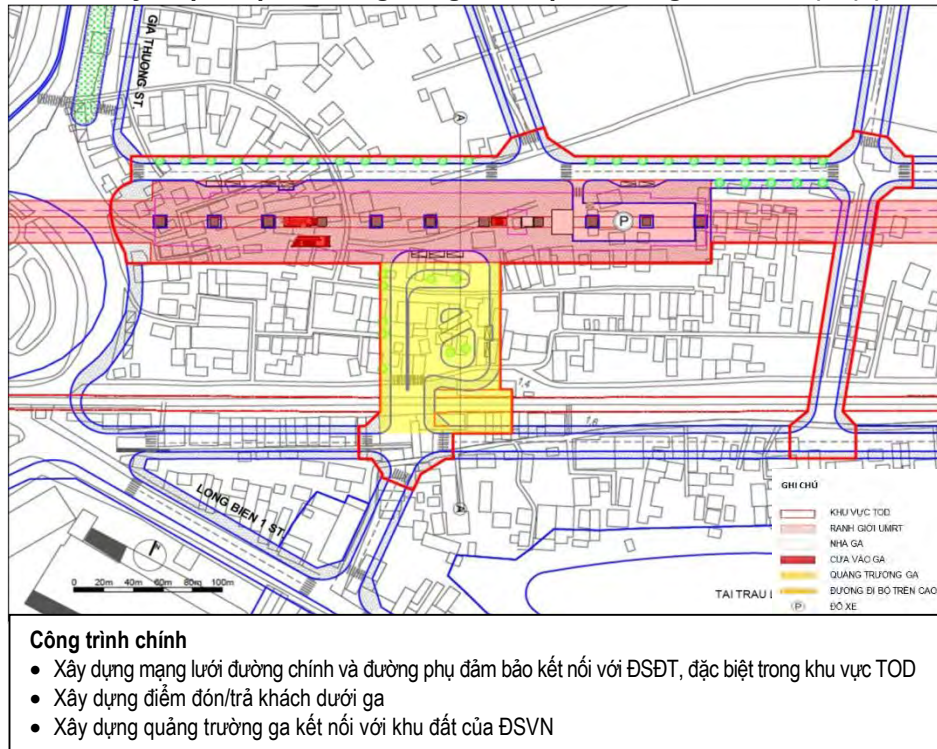 GIA THUONG ST.
A
P
1,4
1,6
LONG BIEN 1 ST.
A
0 20m 40m 60m 80m 100m
TAI TRAU
GHI CHÚ
KHU VỰC TOD
RANH GIỚI UMRT
NHÀ GA
CỬA VÀO GA
QUẢNG TRƯỜNG GA
ĐƯỜNG ĐI BỘ TRÊN CAO
P ĐỖ XE
Công trình chính
• Xây dựng mạng lưới đường chính và đường phụ đảm bảo kết nối với ĐSĐT, đặc biệt trong khu vực TOD
• Xây dựng điểm đón/trả khách dưới ga
• Xây dựng quảng trường ga kết nối với khu đất của ĐSVN